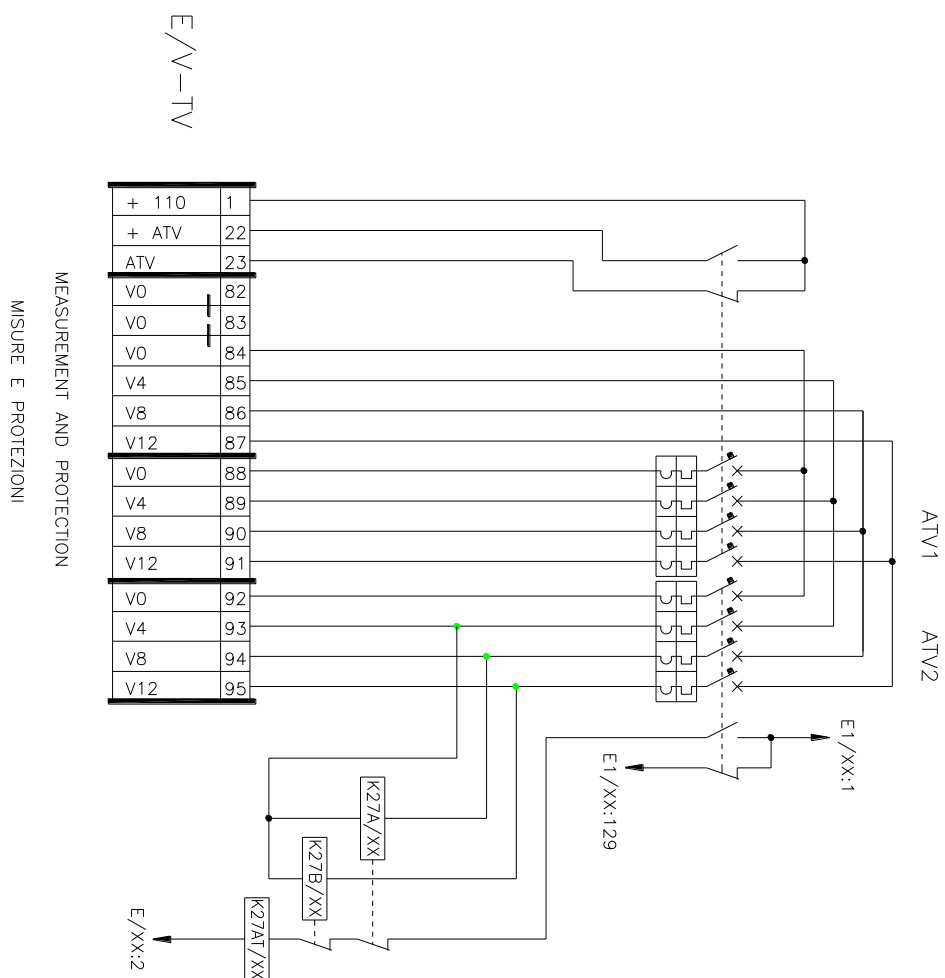 E/V-TV
+ 110 1
+ ATV 22
ATV 23
V0 82
V0 83
V0 84
V4 85
V8 86
V12 87
V0 88
V4 89
V8 90
V12 91
V0 92
V4 93
V8 94
V12 95
MEASUREMENT AND PROTECTION
MISURE E PROTEZIONI
ATV1
ATV2
E1/XX:1
E1/XX:129
K27A/XX
K27B/XX
K27AT/XX
E/XX:2